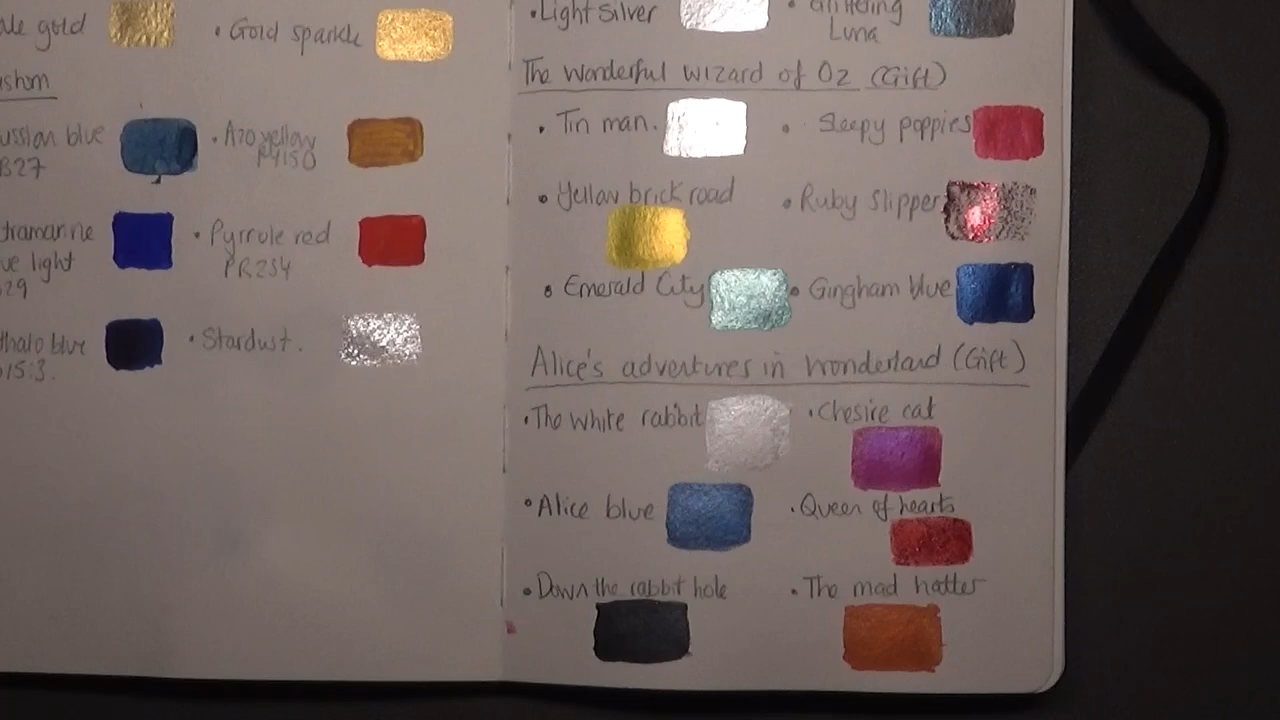 ale gold
• Gold sparkle
ashom
ussian blue
B27
• Azo yellow
PY150
tramarine
ue light
29
• Pyrrole red
PR254
thalo blue
15:3.
• Stardust.
• Light silver
• Glittering
Luna
The wonderful wizard of Oz (Gift)
• Tin man.
• Sleepy poppies
• Yellow brick road
• Ruby slipper
• Emerald City
• Gingham blue
Alice's adventures in wonderland (Gift)
• The white rabbit
• Chesire cat
• Alice blue
• Queen of hearts
• Down the rabbit hole
• The mad hatter